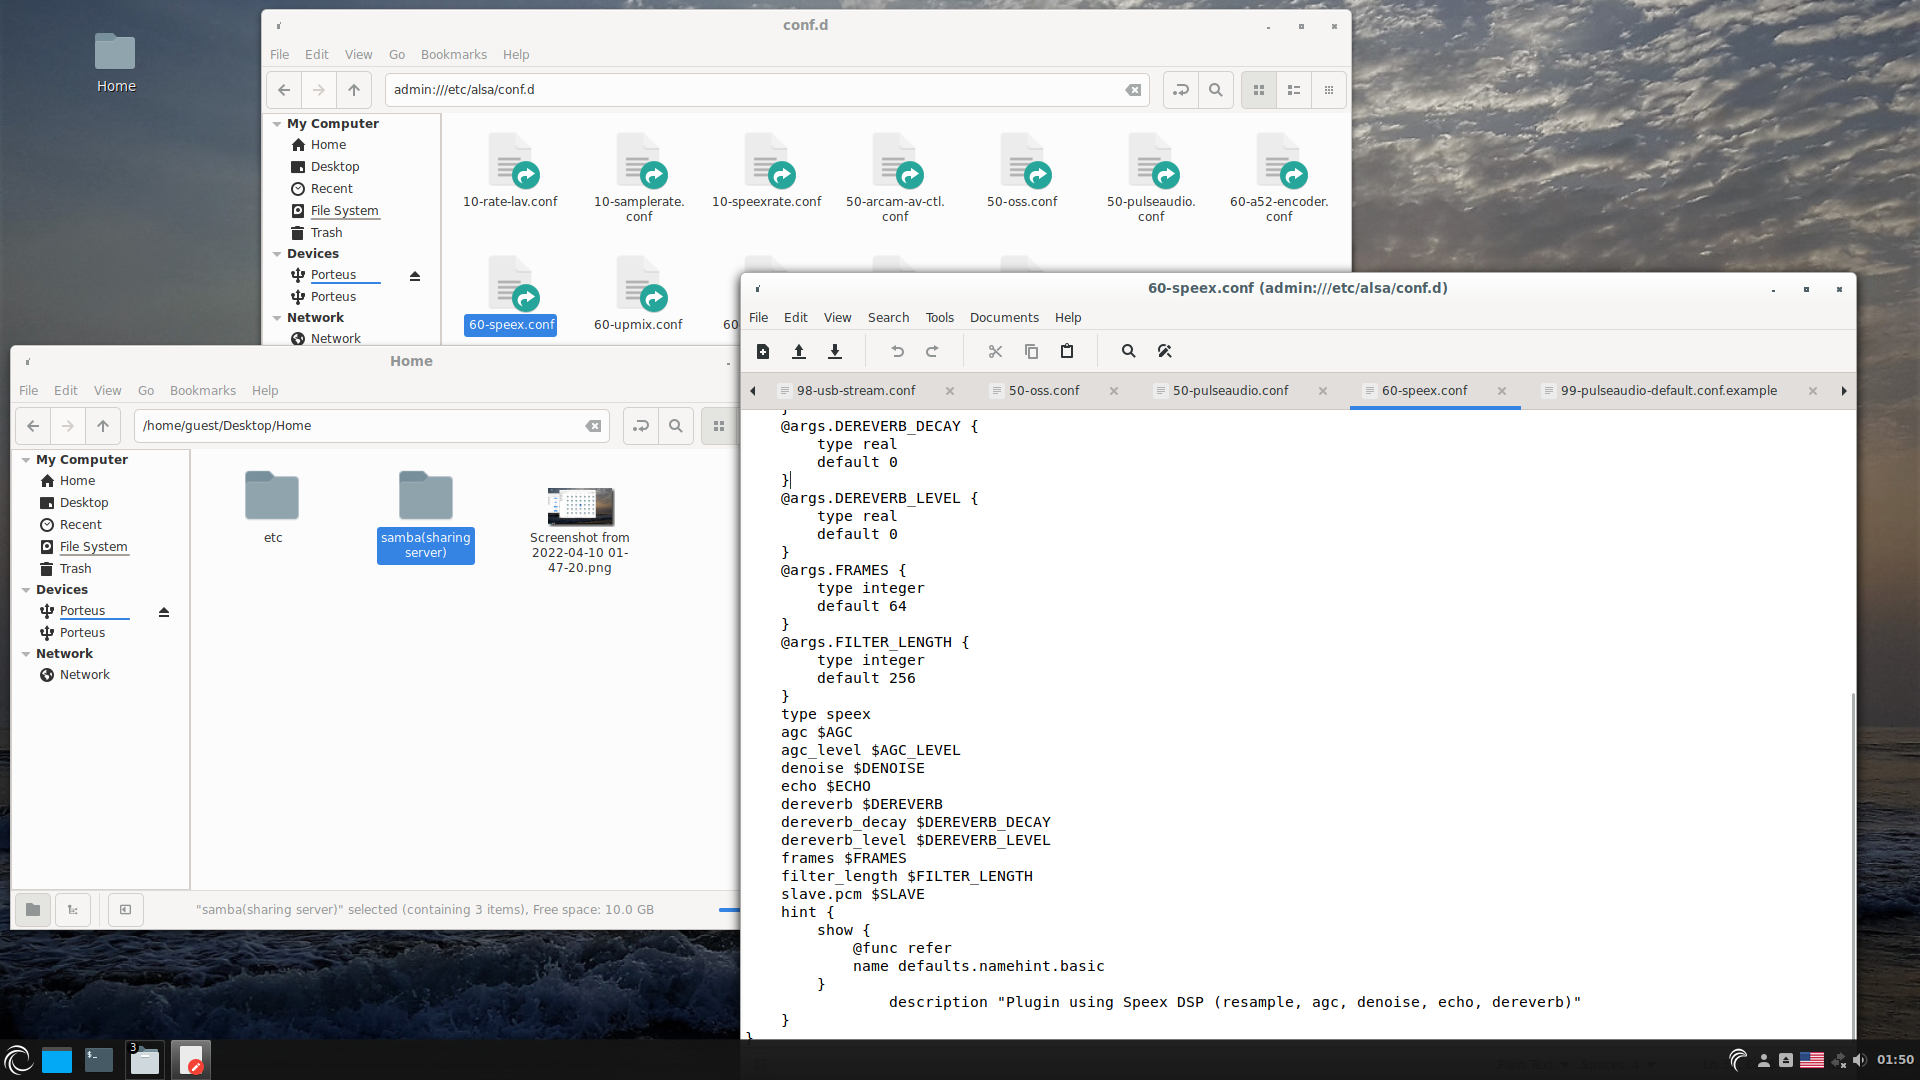 Home
conf.d
File Edit View Go Bookmarks Help
admin:///etc/alsa/conf.d
My Computer
Home
Desktop
Recent
File System
Trash
Devices
Porteus
Porteus
Network
Network
10-rate-lav.conf
10-samplerate.
conf
10-speexrate.conf
50-arcam-av-ctl.
conf
50-oss.conf
50-pulseaudio.
conf
60-a52-encoder.
conf
60-speex.conf
60-upmix.conf
60
Home
File Edit View Go Bookmarks Help
/home/guest/Desktop/Home
My Computer
Home
Desktop
Recent
File System
Trash
Devices
Porteus
Porteus
Network
Network
etc
samba(sharing
server)
Screenshot from
2022-04-10 01-
47-20.png
"samba(sharing server)" selected (containing 3 items), Free space: 10.0 GB
60-speex.conf (admin:///etc/alsa/conf.d)
File Edit View Search Tools Documents Help
98-usb-stream.conf 50-oss.conf 50-pulseaudio.conf 60-speex.conf 99-pulseaudio-default.conf.example
}
@args.DEREVERB_DECAY {
type real
default 0
}
@args.DEREVERB_LEVEL {
type real
default 0
}
@args.FRAMES {
type integer
default 64
}
@args.FILTER_LENGTH {
type integer
default 256
}
type speex
agc $AGC
agc_level $AGC_LEVEL
denoise $DENOISE
echo $ECHO
dereverb $DEREVERB
dereverb_decay $DEREVERB_DECAY
dereverb_level $DEREVERB_LEVEL
frames $FRAMES
filter_length $FILTER_LENGTH
slave.pcm $SLAVE
hint {
show {
@func refer
name defaults.namehint.basic
}
description "Plugin using Speex DSP (resample, agc, denoise, echo, dereverb)"
}
}
$-
3
01:50